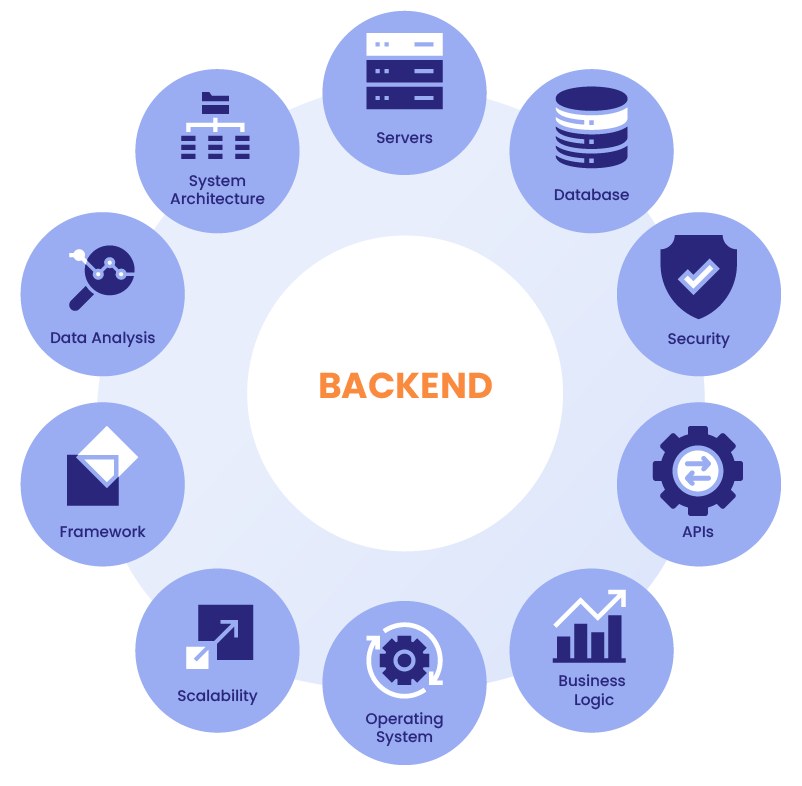 Servers
System
Architecture
Database
Data Analysis
Security
BACKEND
Framework
APIs
Scalability
Business
Logic
Operating
System